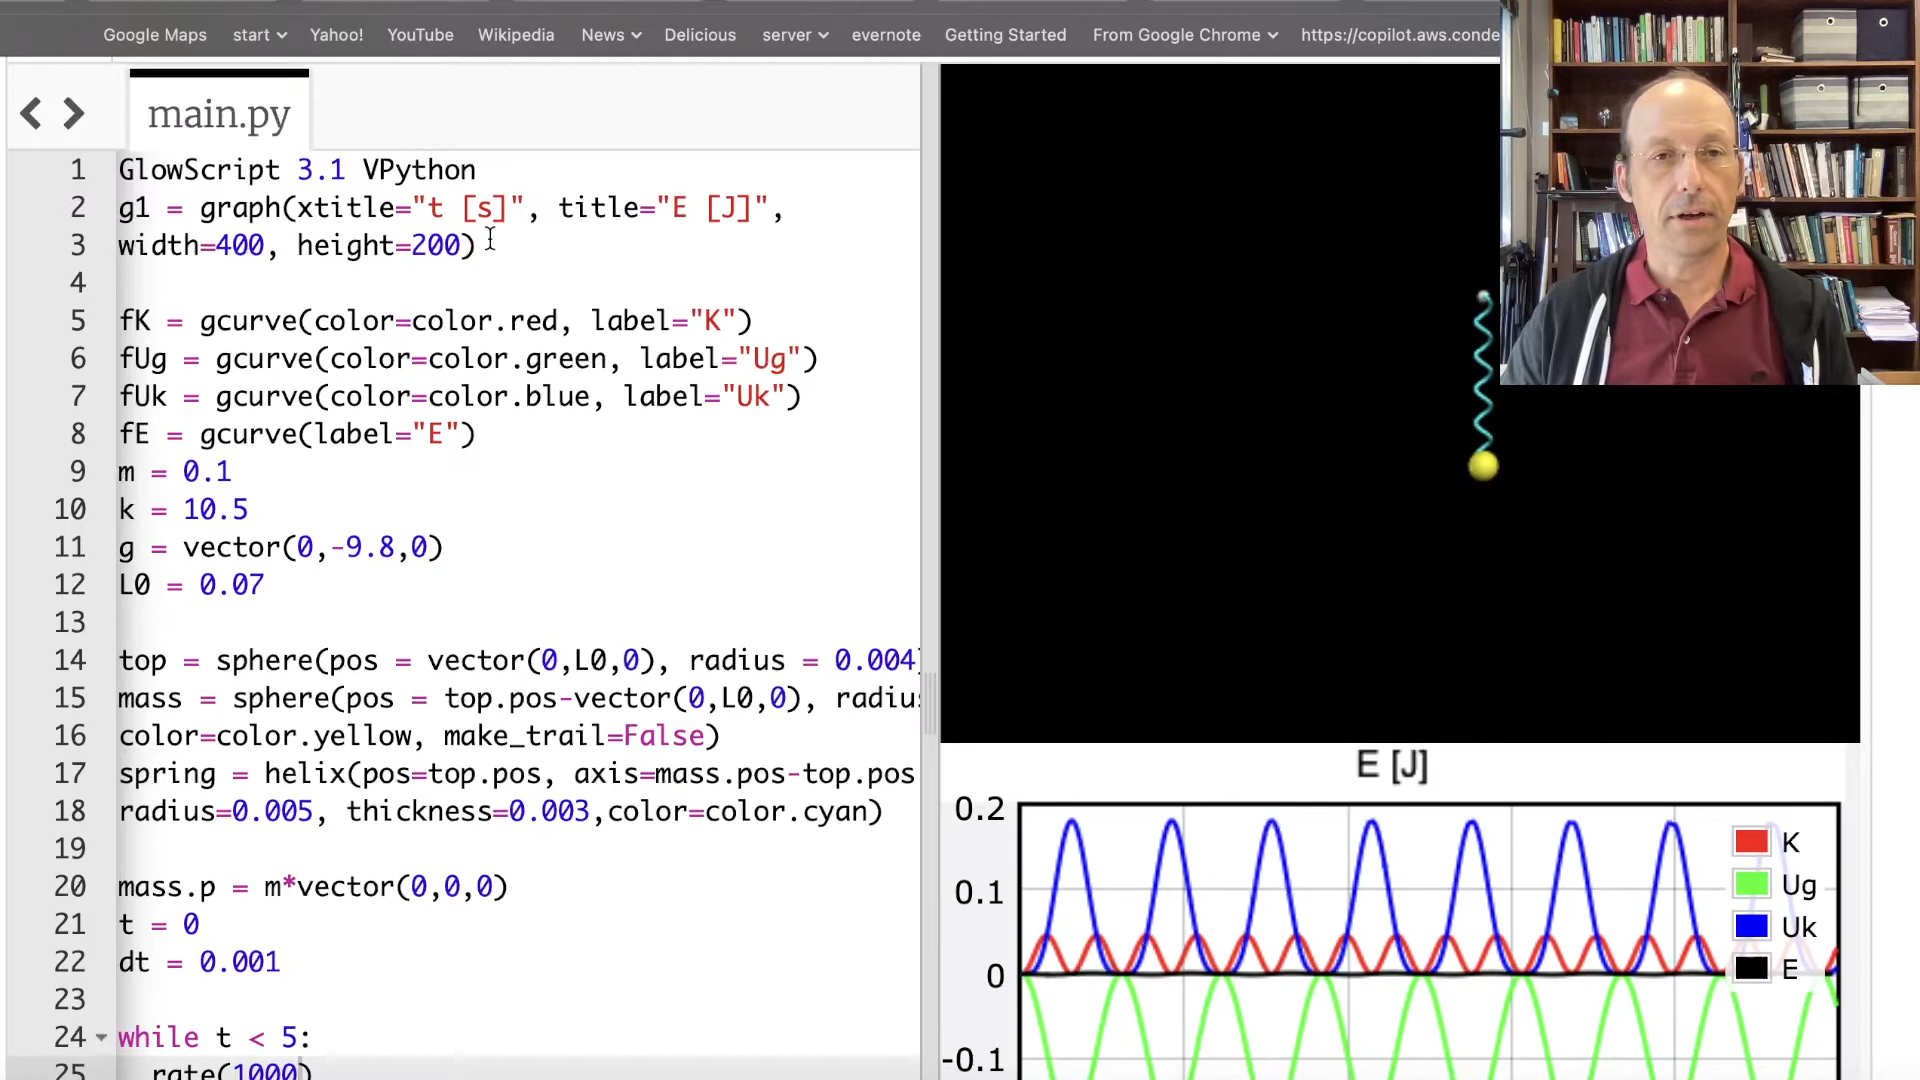 Google Maps start Yahoo! YouTube Wikipedia News Delicious server evernote Getting Started From Google Chrome https://copilot.aws.conde
main.py
1 GlowScript 3.1 VPython
2 g1 = graph(xtitle="t [s]", title="E [J]",
3 width=400, height=200)
4
5 fK = gcurve(color=color.red, label="K")
6 fUg = gcurve(color=color.green, label="Ug")
7 fUk = gcurve(color=color.blue, label="Uk")
8 fE = gcurve(label="E")
9 m = 0.1
10 k = 10.5
11 g = vector(0,-9.8,0)
12 L0 = 0.07
13
14 top = sphere(pos = vector(0,L0,0), radius = 0.004
15 mass = sphere(pos = top.pos-vector(0,L0,0), radiu
16 color=color.yellow, make_trail=False)
17 spring = helix(pos=top.pos, axis=mass.pos-top.pos
18 radius=0.005, thickness=0.003,color=color.cyan)
19
20 mass.p = m*vector(0,0,0)
21 t = 0
22 dt = 0.001
23
24 while t < 5:
25 rate(1000)
E [J]
0.2
0.1
0
-0.1
K
Ug
Uk
E